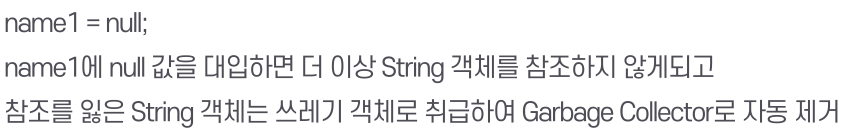 name1 = null;
name1에 null 값을 대입하면 더 이상 String 객체를 참조하지 않게되고
참조를 잃은 String 객체는 쓰레기 객체로 취급하여 Garbage Collector로 자동 제거